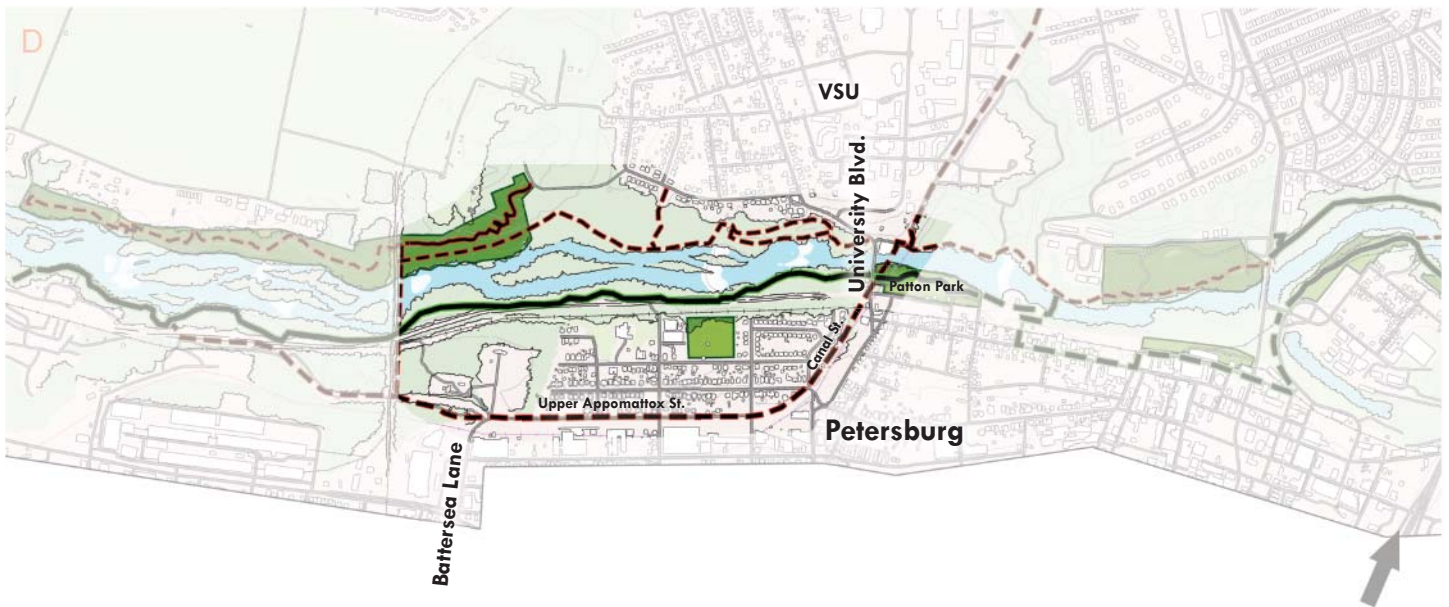 D
VSU
University Blvd.
Patton Park
Canal St.
Upper Appomattox St.
Petersburg
Battersea Lane